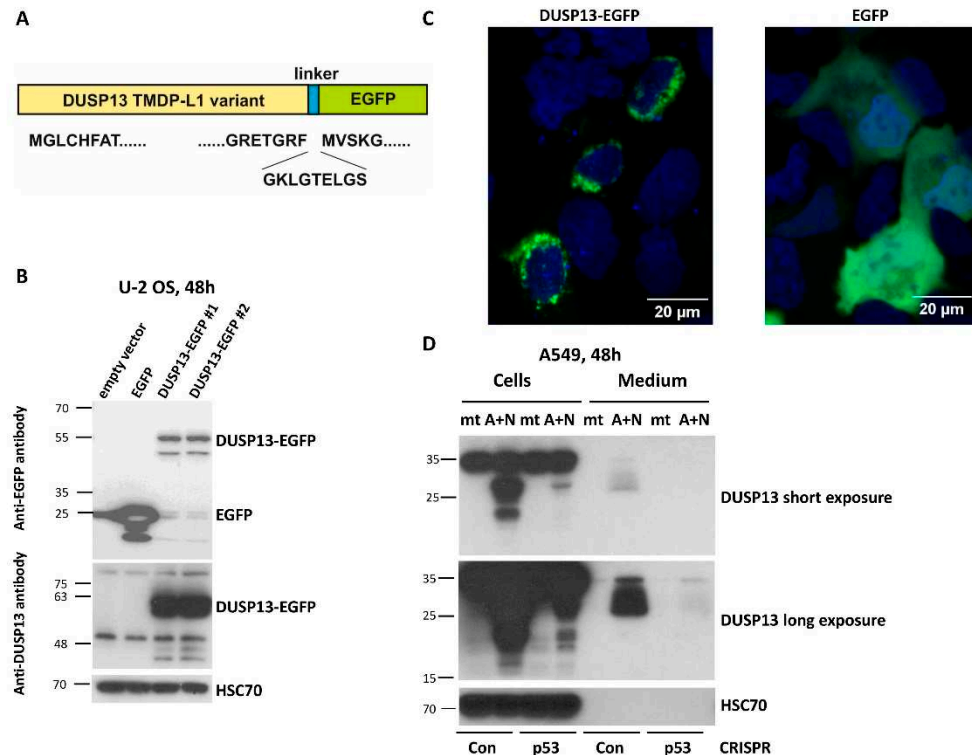 A
linker
DUSP13 TMDP-L1 variant EGFP
MGLCHFAT...... ......GRETGRF MVSKG......
GKLGTELGS
B
U-2 OS, 48h
empty vector
EGFP
DUSP13-EGFP #1
DUSP13-EGFP #2
Anti-EGFP antibody
70
55
35
25
DUSP13-EGFP
EGFP
Anti-DUSP13 antibody
75
63
48
DUSP13-EGFP
70
HSC70
C
DUSP13-EGFP EGFP
20 µm 20 µm
D
A549, 48h
Cells Medium
mt A+N mt A+N mt A+N mt A+N
35
25
DUSP13 short exposure
35
25
15
DUSP13 long exposure
70
HSC70
Con p53 Con p53 CRISPR